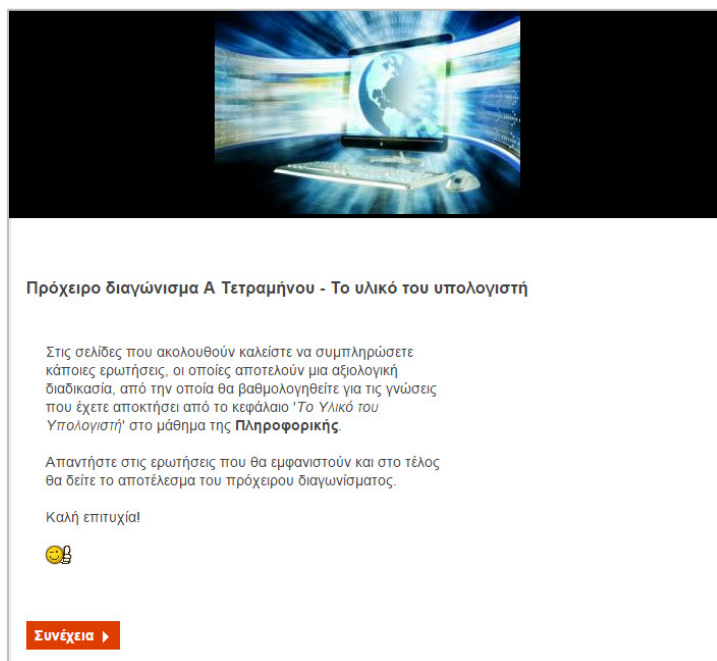 Πρόχειρο διαγώνισμα Α Τετραμήνου - Το υλικό του υπολογιστή
Στις σελίδες που ακολουθούν καλείστε να συμπληρώσετε
κάποιες ερωτήσεις, οι οποίες αποτελούν μια αξιολογική
διαδικασία, από την οποία θα βαθμολογηθείτε για τις γνώσεις
που έχετε αποκτήσει από το κεφάλαιο 'Το Υλικό του
Υπολογιστή' στο μάθημα της Πληροφορικής.
Απαντήστε στις ερωτήσεις που θα εμφανιστούν και στο τέλος
θα δείτε το αποτέλεσμα του πρόχειρου διαγωνίσματος.
Καλή επιτυχία!
Συνέχεια